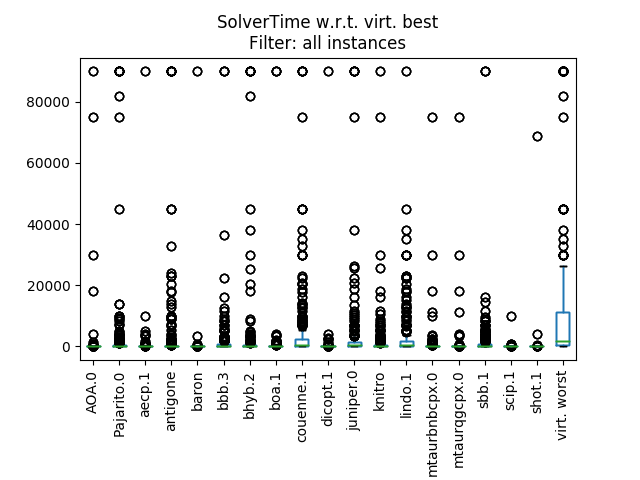 SolverTime w.r.t. virt. best
Filter: all instances
80000
60000
40000
20000
0
AOA.0
Pajarito.0
aecp.1
antigone
baron
bbb.3
bhyb.2
boa.1
couenne.1
dicopt.1
juniper.0
knitro
lindo.1
mtaurbnbcpx.0
mtaurqgcpx.0
sbb.1
scip.1
shot.1
virt. worst